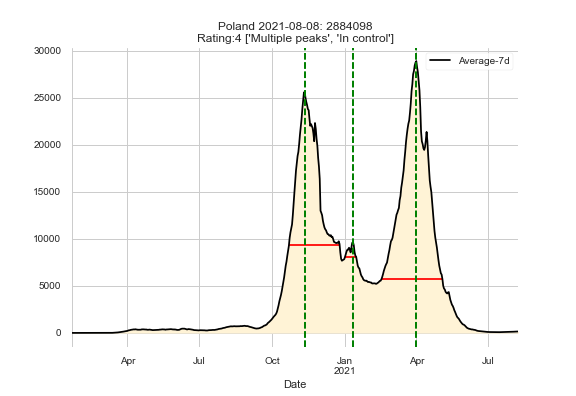 Poland 2021-08-08: 2884098
Rating:4 ['Multiple peaks', 'In control']
30000
Average-7d
25000
20000
15000
10000
5000
0
Apr
Jul
Oct
Jan
2021
Apr
Jul
Date